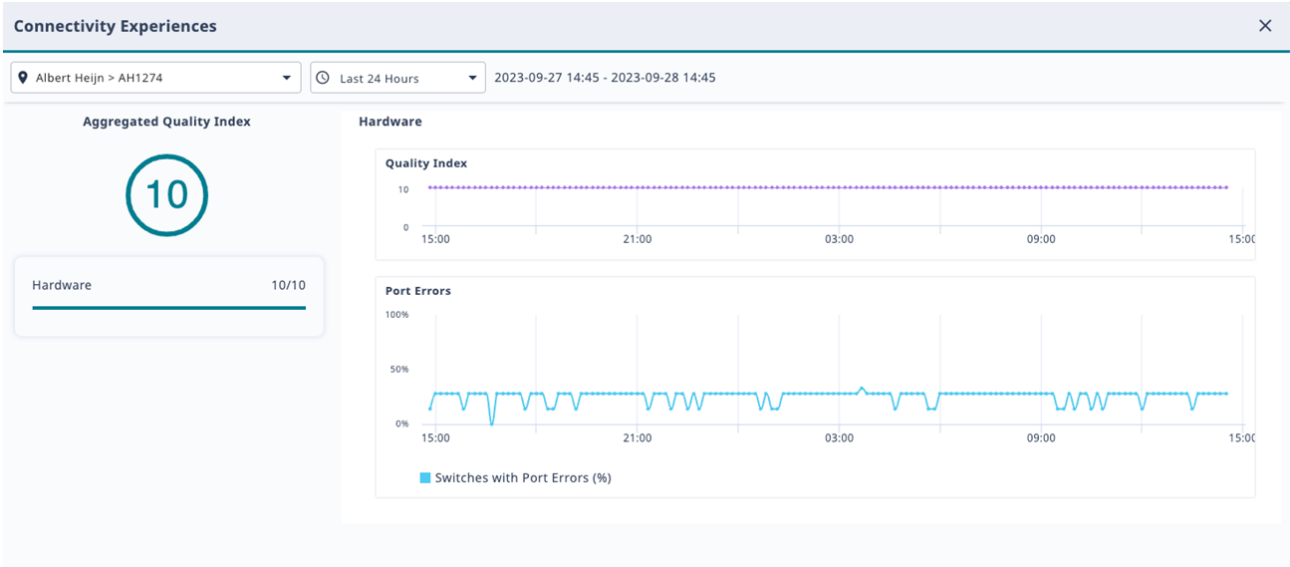 Connectivity Experiences
Albert Heijn > AH1274
Last 24 Hours
2023-09-27 14:45 - 2023-09-28 14:45
Aggregated Quality Index
10
Hardware 10/10
Hardware
Quality Index
10
0
15:00 21:00 03:00 09:00 15:00
Port Errors
100%
50%
0%
15:00 21:00 03:00 09:00 15:00
Switches with Port Errors (%)